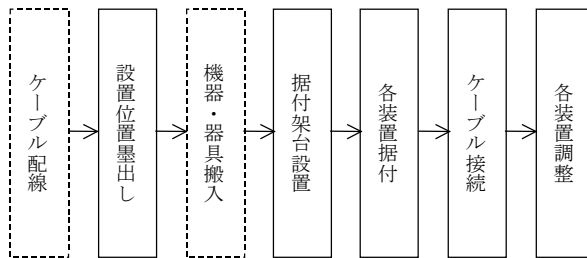 ケーブル配線
設置位置墨出し
機器・器具搬入
据付架台設置
各装置据付
ケーブル接続
各装置調整